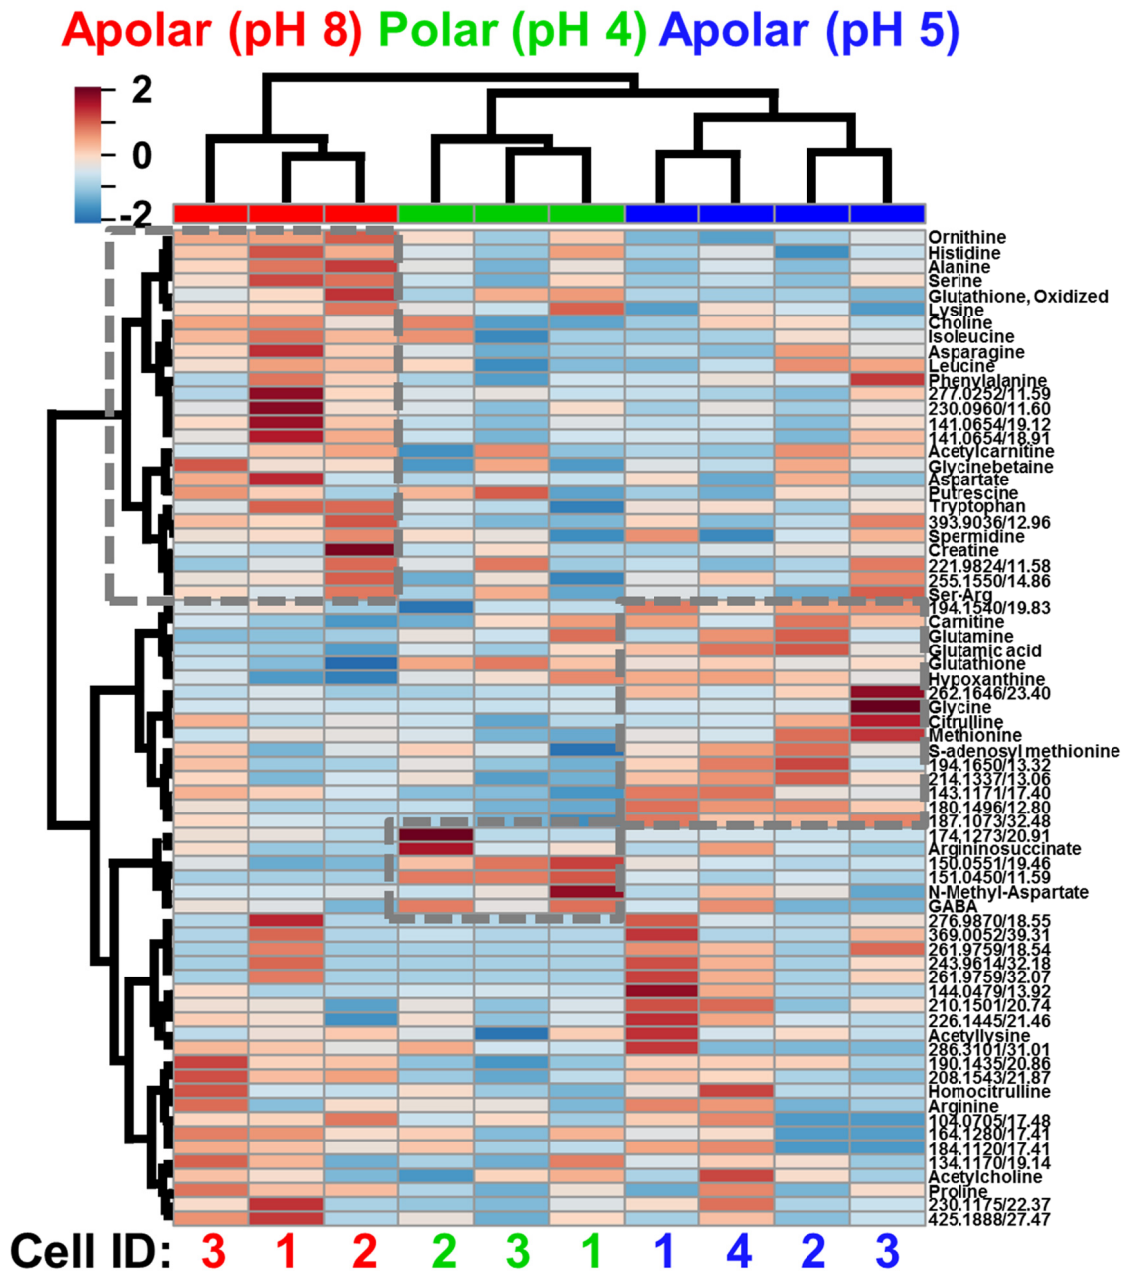 Apolar (pH 8) Polar (pH 4) Apolar (pH 5)
2
0
-2
Ornithine
Histidine
Alanine
Serine
Glutathione, Oxidized
Lysine
Choline
Isoleucine
Asparagine
Leucine
Phenylalanine
277.0252/11.59
230.0960/11.60
141.0654/19.12
141.0654/18.91
Acetylcarnitine
Glycinebetaine
Aspartate
Putrescine
Tryptophan
393.9036/12.96
Spermidine
Creatine
221.9824/11.58
255.1550/14.86
Ser-Arg
194.1540/19.83
Carnitine
Glutamine
Glutamic acid
Glutathione
Hypoxanthine
262.1646/23.40
Glycine
Citrulline
Methionine
S-adenosyl methionine
194.1650/13.32
214.1337/13.06
143.1171/17.40
180.1496/12.80
187.1073/32.48
174.1273/20.91
Argininosuccinate
150.0551/19.46
151.0450/11.59
N-Methyl-Aspartate
GABA
276.9870/18.55
369.0052/39.31
261.9759/18.54
243.9614/32.18
261.9759/32.07
144.0479/13.92
210.1501/20.74
226.1445/21.46
Acetyllysine
286.3101/31.01
190.1435/20.86
208.1543/21.87
Homocitrulline
Arginine
104.0705/17.48
164.1280/17.41
184.1120/17.41
134.1170/19.14
Acetylcholine
Proline
230.1175/22.37
425.1888/27.47
Cell ID: 3 1 2 2 3 1 1 4 2 3